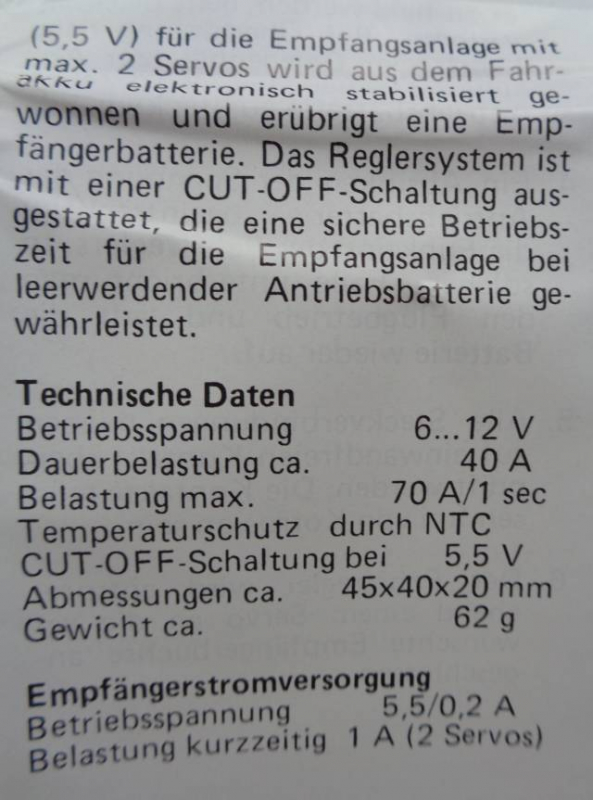 (5,5 V) für die Empfangsanlage mit
max. 2 Servos wird aus dem Fahr-
akku elektronisch stabilisiert ge-
wonnen und erübrigt eine Emp-
fängerbatterie. Das Reglersystem ist
mit einer CUT-OFF-Schaltung aus-
gestattet, die eine sichere Betriebs-
zeit für die Empfangsanlage bei
leerwerdender Antriebsbatterie ge-
währleistet.
Technische Daten
Betriebsspannung 6...12 V
Dauerbelastung ca. 40 A
Belastung max. 70 A/1 sec
Temperaturschutz durch NTC
CUT-OFF-Schaltung bei 5,5 V
Abmessungen ca. 45x40x20 mm
Gewicht ca. 62 g
Empfängerstromversorgung
Betriebsspannung 5,5/0,2 A
Belastung kurzzeitig 1 A (2 Servos)